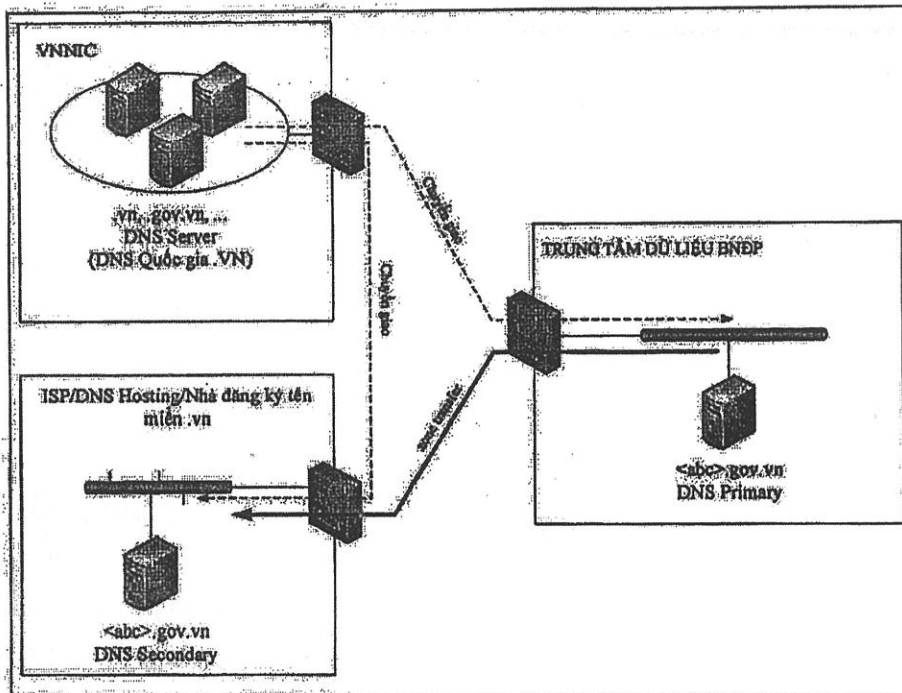 VNNIC
.vn, .gov.vn, ...
DNS Server
(DNS Quốc gia .VN)
Chuyển giao
Chuyển giao
TRUNG TÂM DỮ LIỆU BNĐP
ISP/DNS Hosting/Nhà đăng ký tên
miền .vn
Zone transfer
<abc>.gov.vn
DNS Primary
<abc>.gov.vn
DNS Secondary